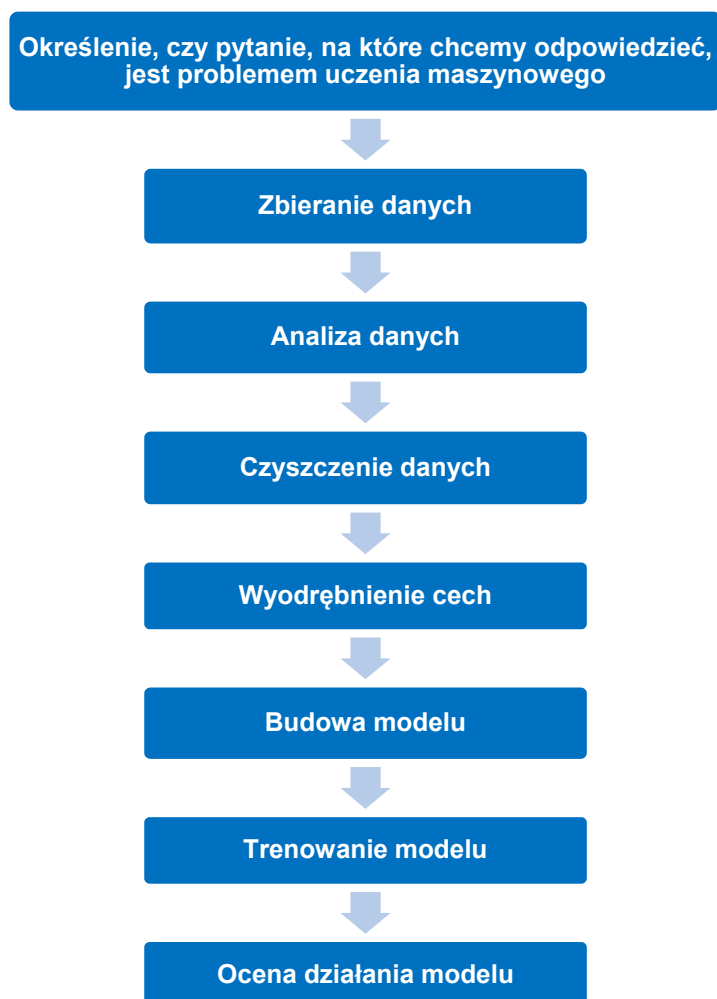 Określenie, czy pytanie, na które chcemy odpowiedzieć,
jest problemem uczenia maszynowego
Zbieranie danych
Analiza danych
Czyszczenie danych
Wyodrębnienie cech
Budowa modelu
Trenowanie modelu
Ocena działania modelu